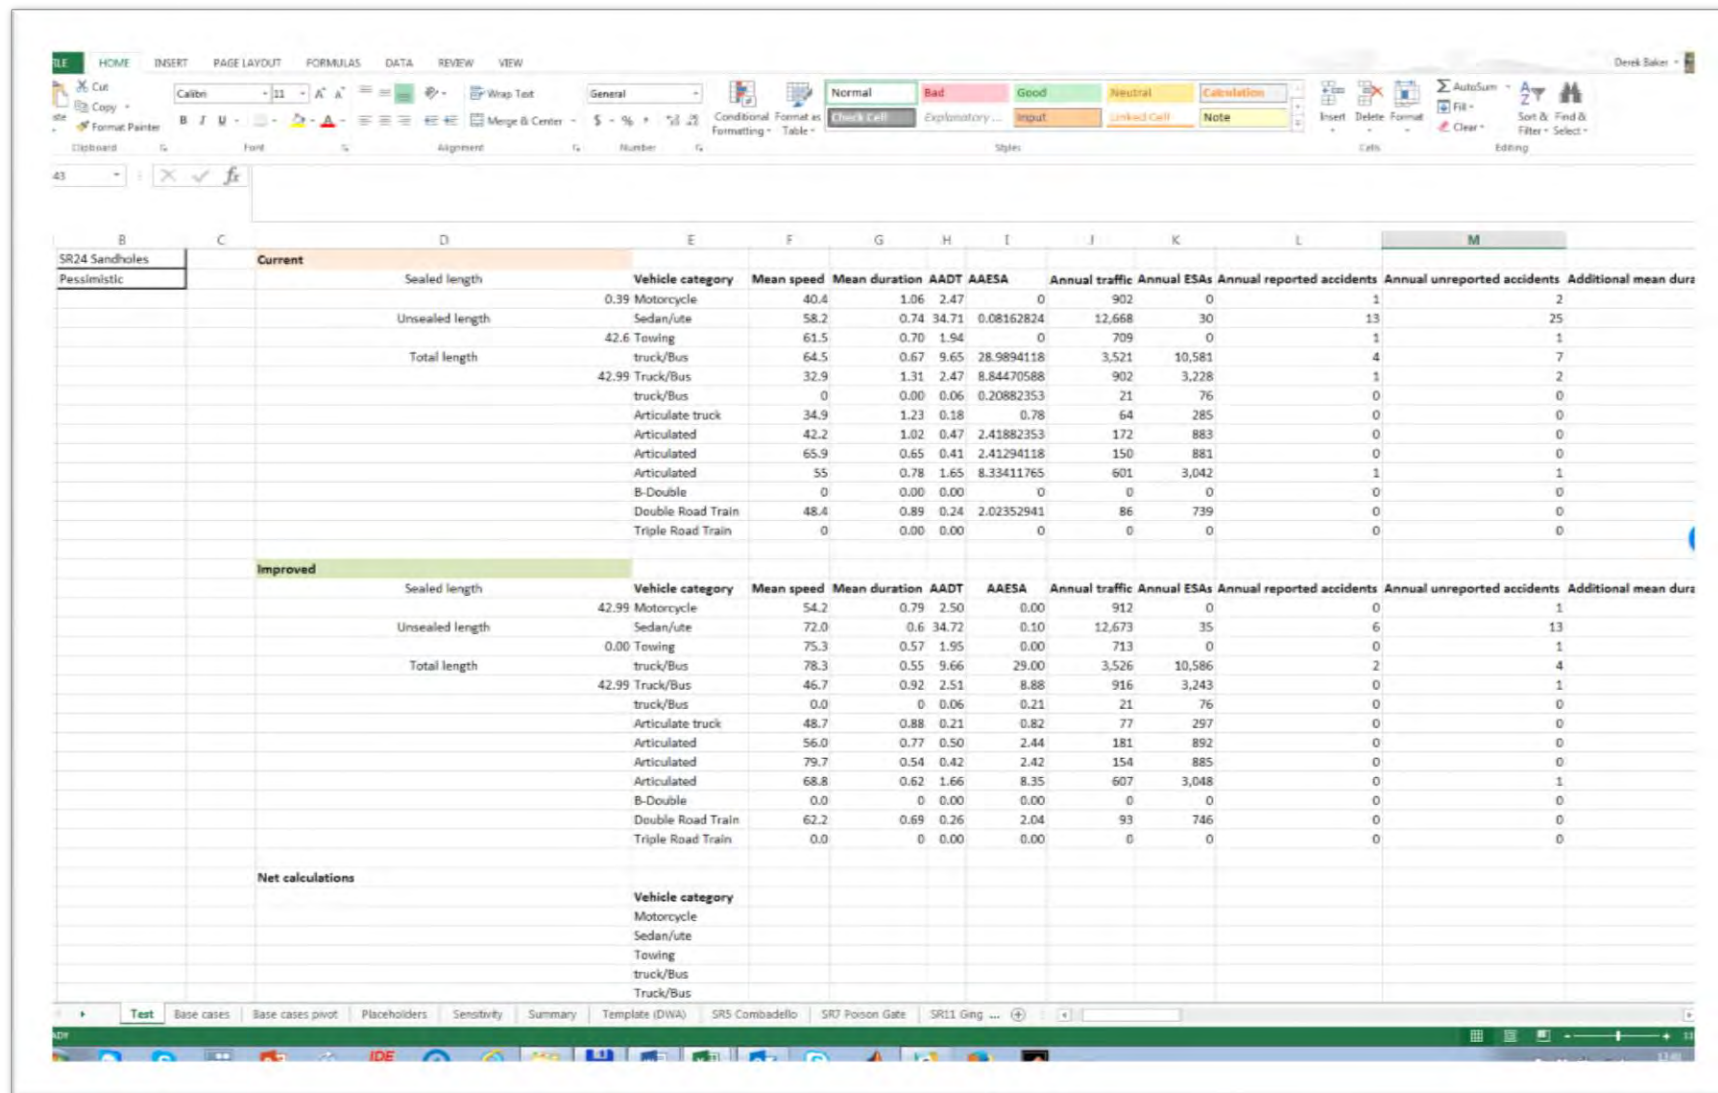 ILE HOME INSERT PAGE LAYOUT FORMULAS DATA REVIEW VIEW Derek Baker
Cut Calibri 11 A A Wrap Text General Normal Bad Good Neutral Calculation AutoSum
Copy Fill
Format Painter B I U A Merge & Center $ % Conditional Formatting Format as Table Check Cell Explanatory ... Input Linked Cell Note Insert Delete Format Clear Sort & Filter Find & Select
Clipboard Font Alignment Number Styles Cells Editing
43 fx
B C D E F G H I J K L M
SR24 Sandholes Current
Pessimistic Sealed length Vehicle category Mean speed Mean duration AADT AAESA Annual traffic Annual ESAs Annual reported accidents Annual unreported accidents Additional mean dura
0.39 Motorcycle 40.4 1.06 2.47 0 902 0 1 2
Unsealed length Sedan/ute 58.2 0.74 34.71 0.08162824 12,668 30 13 25
42.6 Towing 61.5 0.70 1.94 0 709 0 1 1
Total length truck/Bus 64.5 0.67 9.65 28.9894118 3,521 10,581 4 7
42.99 Truck/Bus 32.9 1.31 2.47 8.84470588 902 3,228 1 2
truck/Bus 0 0.00 0.06 0.20882353 21 76 0 0
Articulate truck 34.9 1.23 0.18 0.78 64 285 0 0
Articulated 42.2 1.02 0.47 2.41882353 172 883 0 0
Articulated 65.9 0.65 0.41 2.41294118 150 881 0 0
Articulated 55 0.78 1.65 8.33411765 601 3,042 1 1
B-Double 0 0.00 0.00 0 0 0 0 0
Double Road Train 48.4 0.89 0.24 2.02352941 86 739 0 0
Triple Road Train 0 0.00 0.00 0 0 0 0 0
Improved
Sealed length Vehicle category Mean speed Mean duration AADT AAESA Annual traffic Annual ESAs Annual reported accidents Annual unreported accidents Additional mean dura
42.99 Motorcycle 54.2 0.79 2.50 0.00 912 0 0 1
Unsealed length Sedan/ute 72.0 0.6 34.72 0.10 12,673 35 6 13
0.00 Towing 75.3 0.57 1.95 0.00 713 0 0 1
Total length truck/Bus 78.3 0.55 9.66 29.00 3,526 10,586 2 4
42.99 Truck/Bus 46.7 0.92 2.51 8.88 916 3,243 0 1
truck/Bus 0.0 0 0.06 0.21 21 76 0 0
Articulate truck 48.7 0.88 0.21 0.82 77 297 0 0
Articulated 56.0 0.77 0.50 2.44 181 892 0 0
Articulated 79.7 0.54 0.42 2.42 154 885 0 0
Articulated 68.8 0.62 1.66 8.35 607 3,048 0 1
B-Double 0.0 0 0.00 0.00 0 0 0 0
Double Road Train 62.2 0.69 0.26 2.04 93 746 0 0
Triple Road Train 0.0 0 0.00 0.00 0 0 0 0
Net calculations
Vehicle category
Motorcycle
Sedan/ute
Towing
truck/Bus
Truck/Bus
Test Base cases Base cases pivot Placeholders Sensitivity Summary Template (DWA) SR5 Combadello SR7 Poison Gate SR11 Ging ...
ADY
IDE